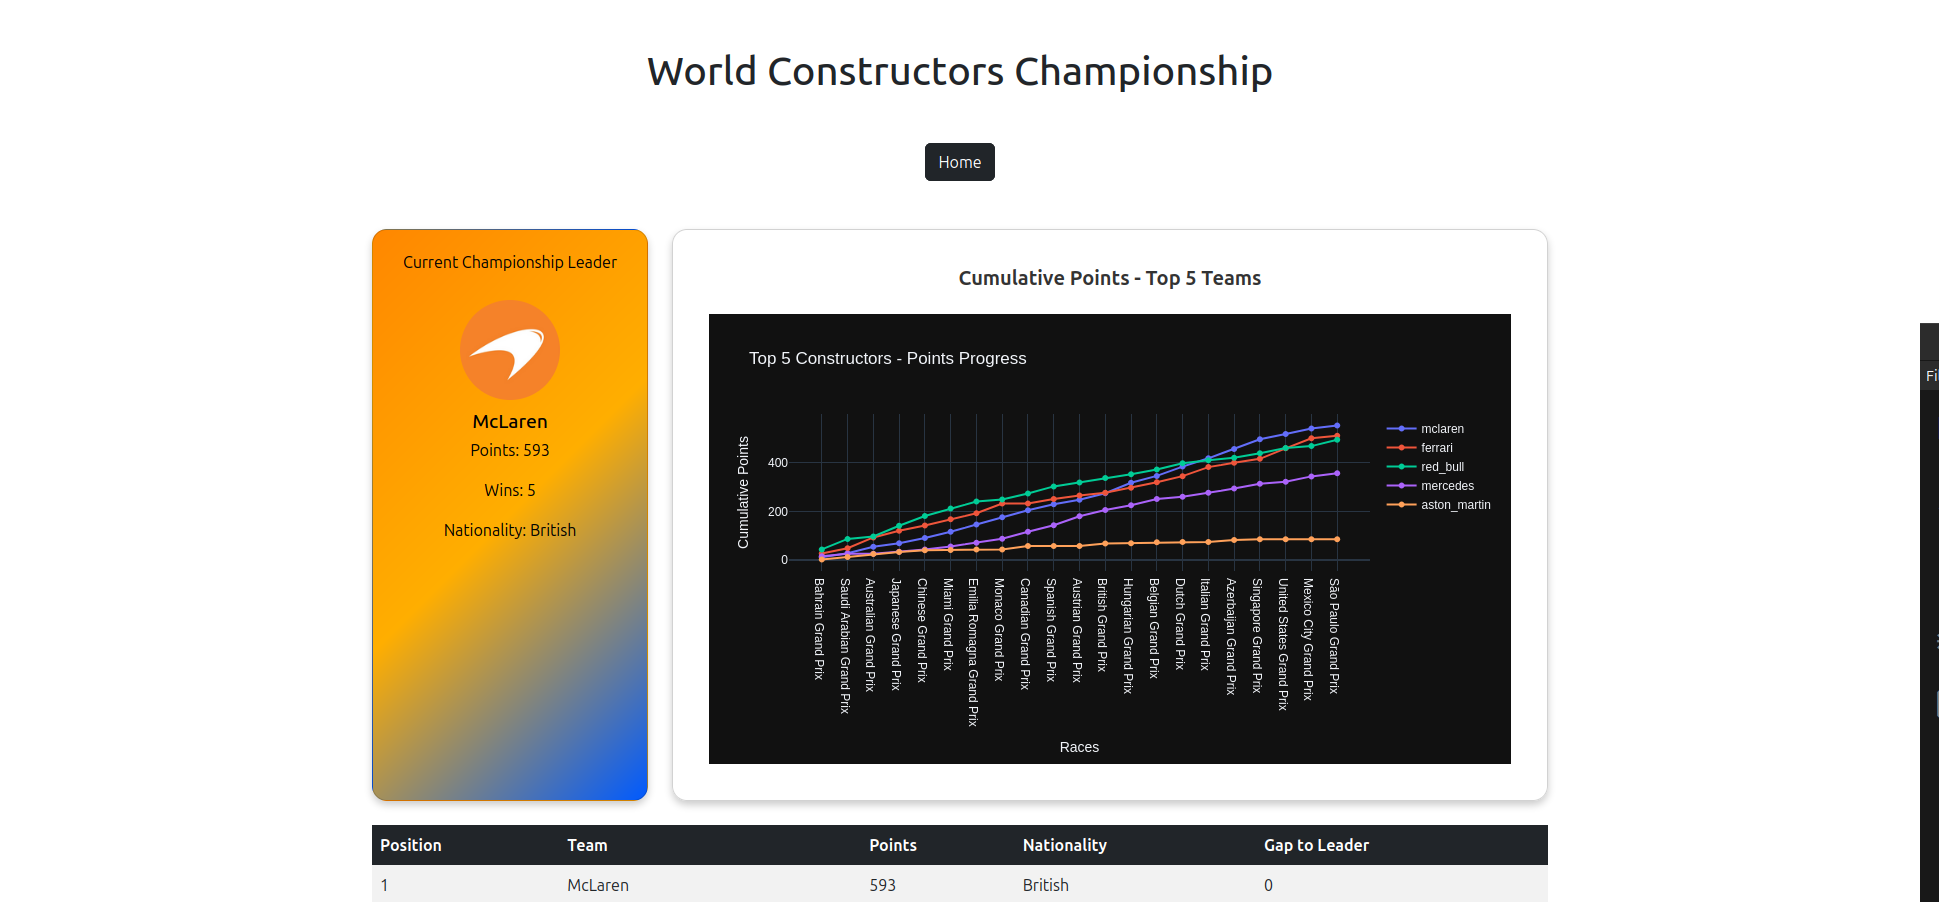 World Constructors Championship
Home
Current Championship Leader
McLaren
Points: 593
Wins: 5
Nationality: British
Cumulative Points - Top 5 Teams
Top 5 Constructors - Points Progress
Cumulative Points
400
200
0
mclaren
ferrari
red_bull
mercedes
aston_martin
Bahrain Grand Prix
Saudi Arabian Grand Prix
Australian Grand Prix
Japanese Grand Prix
Chinese Grand Prix
Miami Grand Prix
Emilia Romagna Grand Prix
Monaco Grand Prix
Canadian Grand Prix
Spanish Grand Prix
Austrian Grand Prix
British Grand Prix
Hungarian Grand Prix
Belgian Grand Prix
Dutch Grand Prix
Italian Grand Prix
Azerbaijan Grand Prix
Singapore Grand Prix
United States Grand Prix
Mexico City Grand Prix
São Paulo Grand Prix
Races
Position Team Points Nationality Gap to Leader
1 McLaren 593 British 0